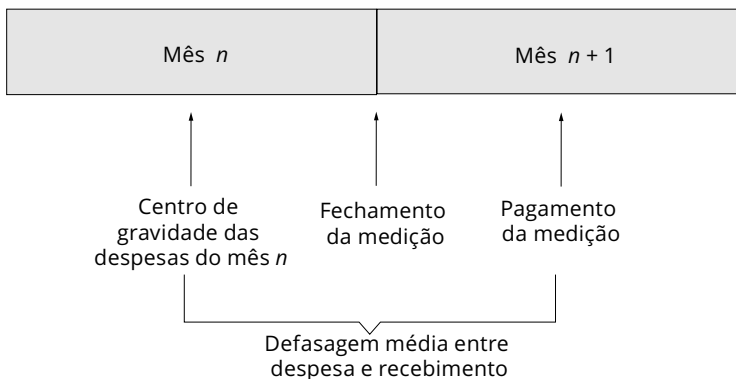 Mês n
Mês n + 1
Centro de
gravidade das
despesas do mês n
Fechamento
da medição
Pagamento
da medição
Defasagem média entre
despesa e recebimento